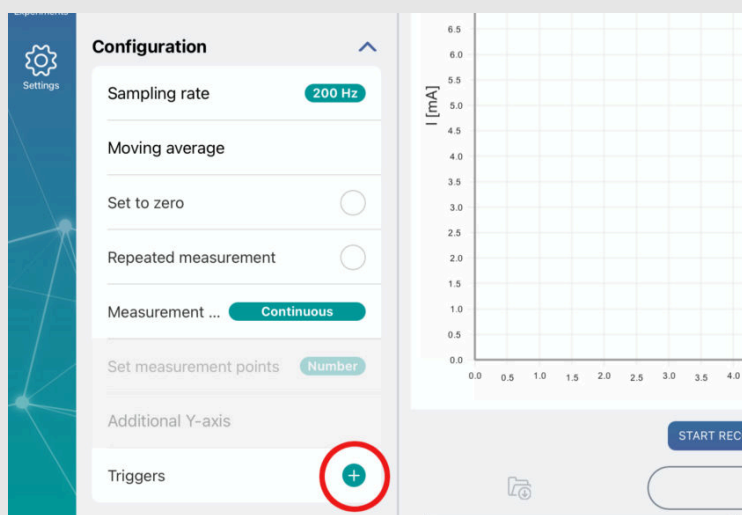 Settings
Configuration
Sampling rate
200 Hz
Moving average
Set to zero
Repeated measurement
Measurement ...
Continuous
Set measurement points
Number
Additional Y-axis
Triggers
I [mA]
6.5
6.0
5.5
5.0
4.5
4.0
3.5
3.0
2.5
2.0
1.5
1.0
0.5
0.0
0.0 0.5 1.0 1.5 2.0 2.5 3.0 3.5 4.0
START REC